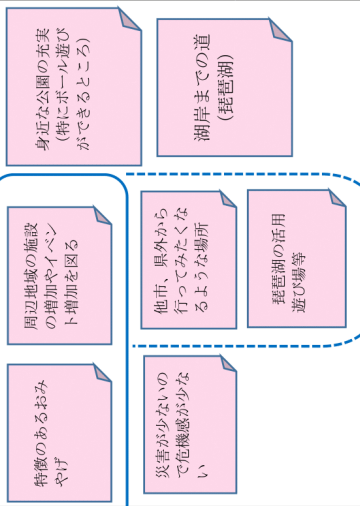 身近な公園の充実
(特にボール遊び
ができるところ)
湖岸までの道
(琵琶湖)
周辺地域の施設
の増加やイベン
ト増加を図る
他市、県外から
行ってみたくな
るような場所
琵琶湖の活用
遊び場等
特徴のあるおみ
やげ
災害が少ないの
で危機感が少な
い